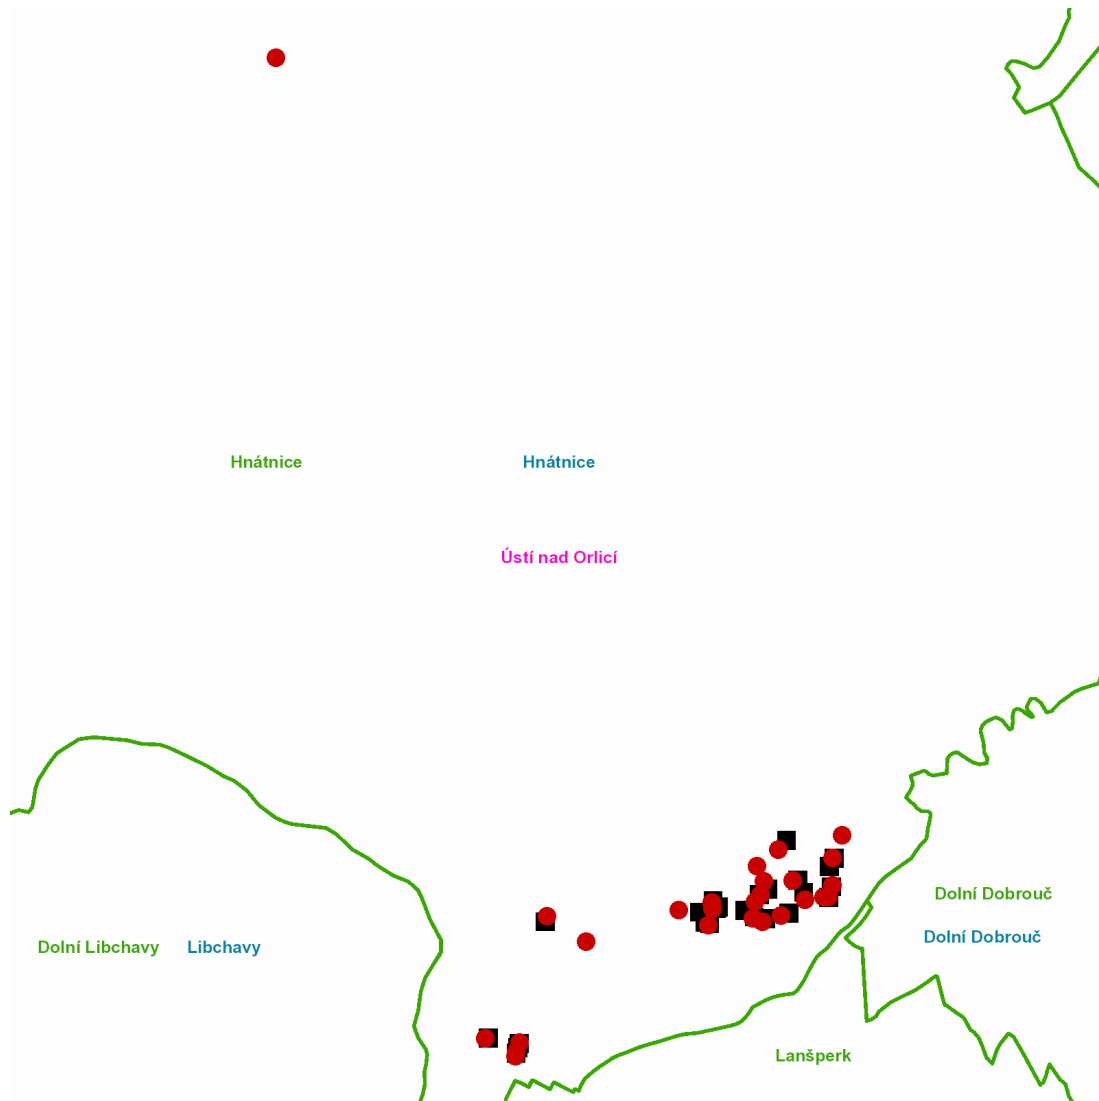 Hnátnice
Hnátnice
Ústí nad Orlicí
Dolní Dobrouč
Dolní Dobrouč
Dolní Libchavy
Libchavy
Lanšperk